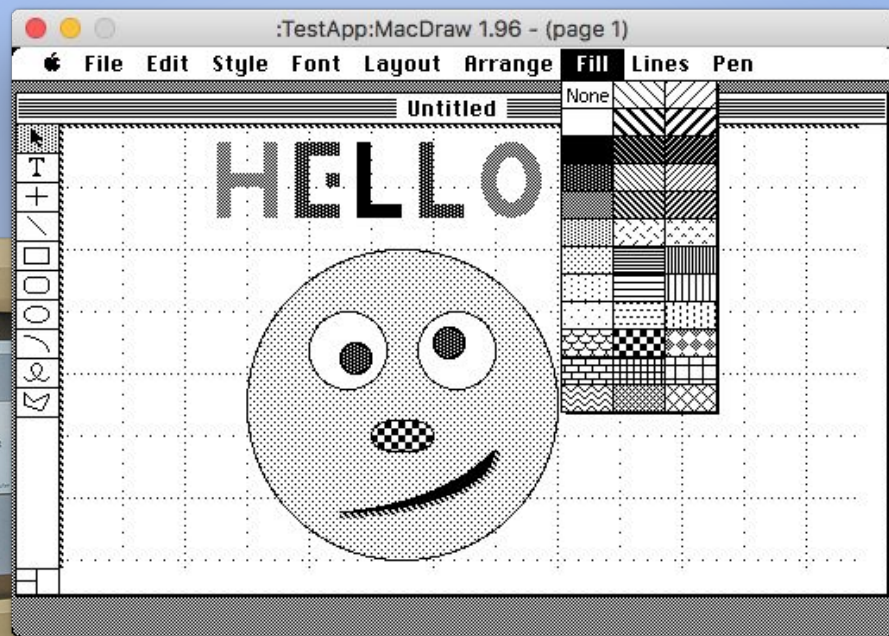 :TestApp:MacDraw 1.96 - (page 1)
File Edit Style Font Layout Arrange Fill Lines Pen
None
Untitled
T
HELLO